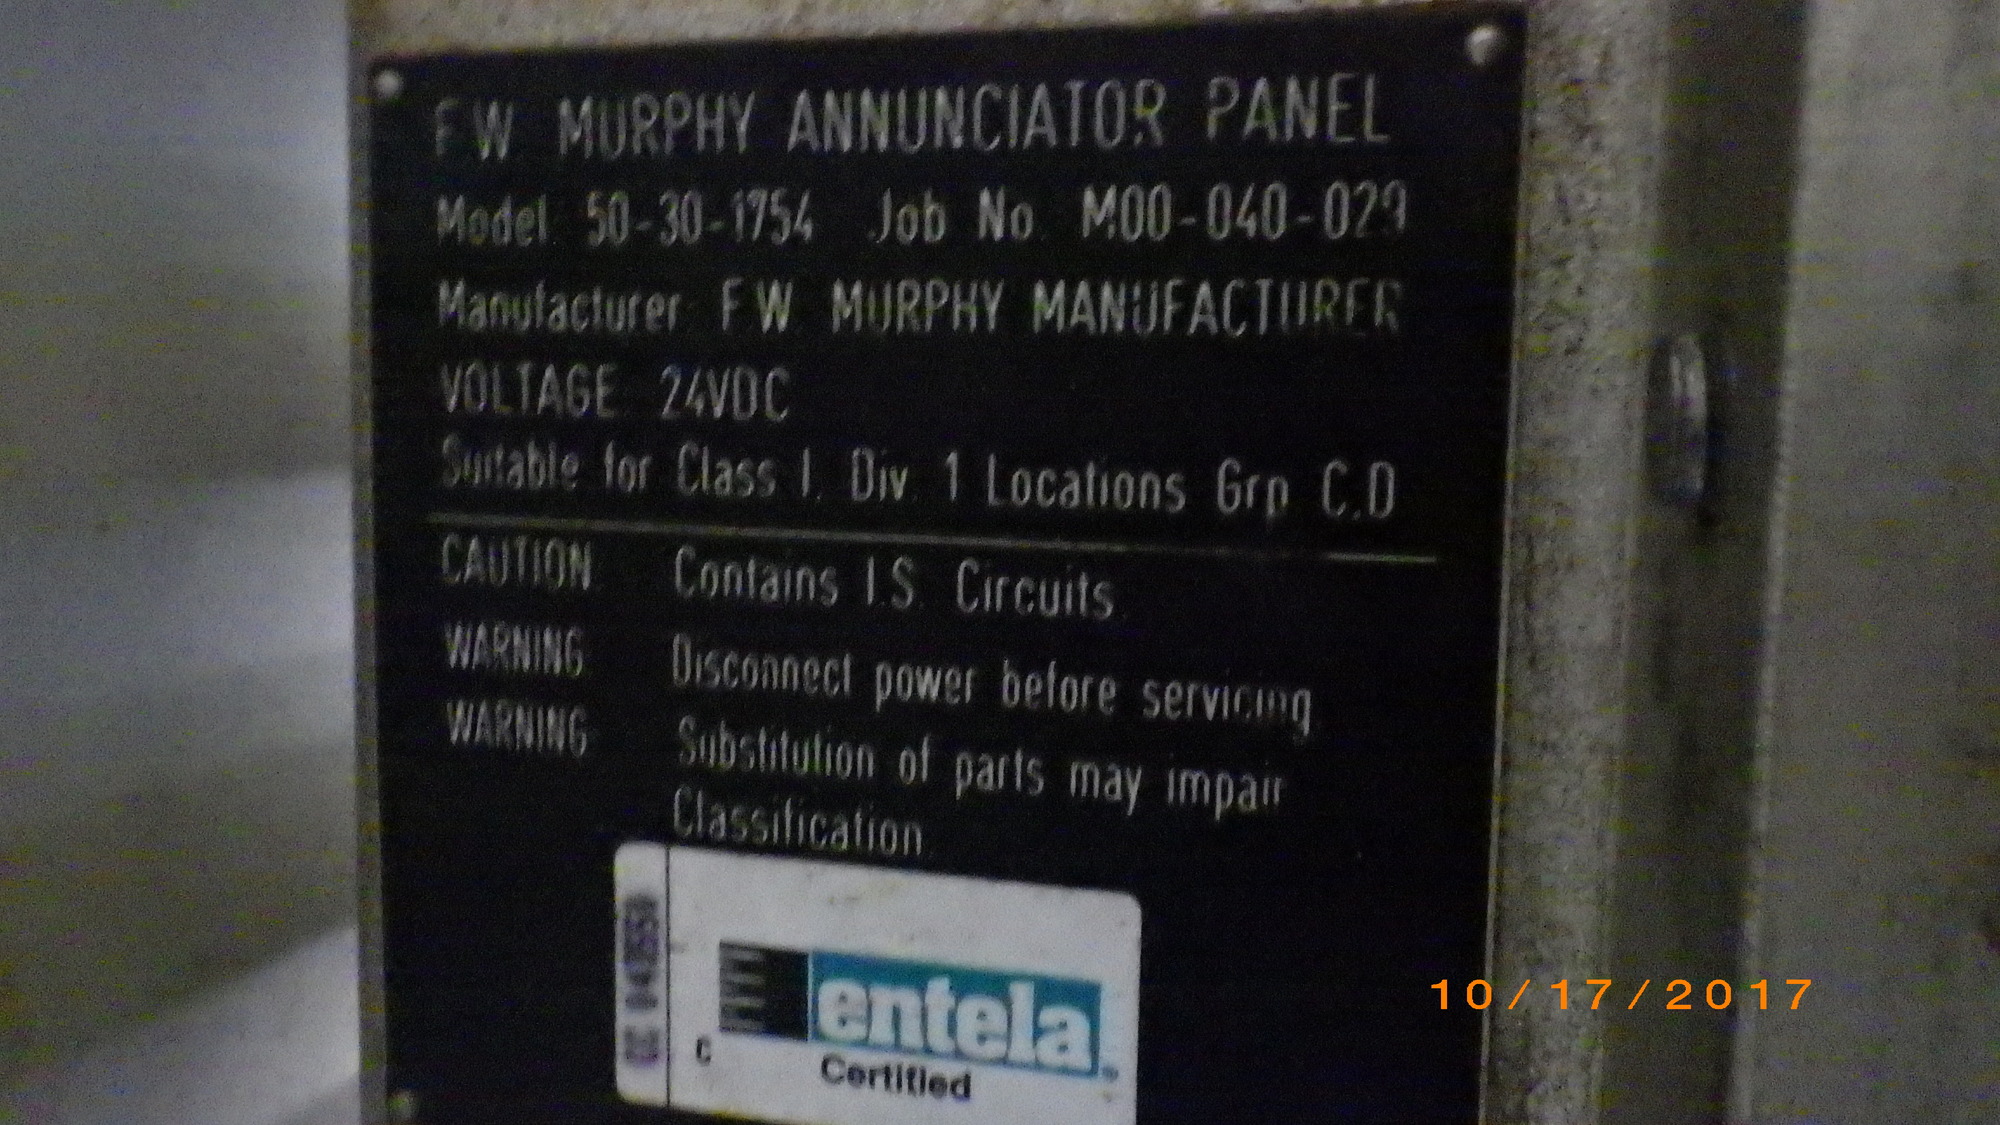 F.W. MURPHY ANNUNCIATOR PANEL
Model: 50-30-1754 Job No. M00-040-029
Manufacturer: F.W. MURPHY MANUFACTURER
VOLTAGE: 24VDC
Suitable for Class I, Div. 1 Locations Grp C,D
CAUTION: Contains I.S. Circuits.
WARNING: Disconnect power before servicing.
WARNING: Substitution of parts may impair
Classification.
entela
C
Certified
10/17/2017